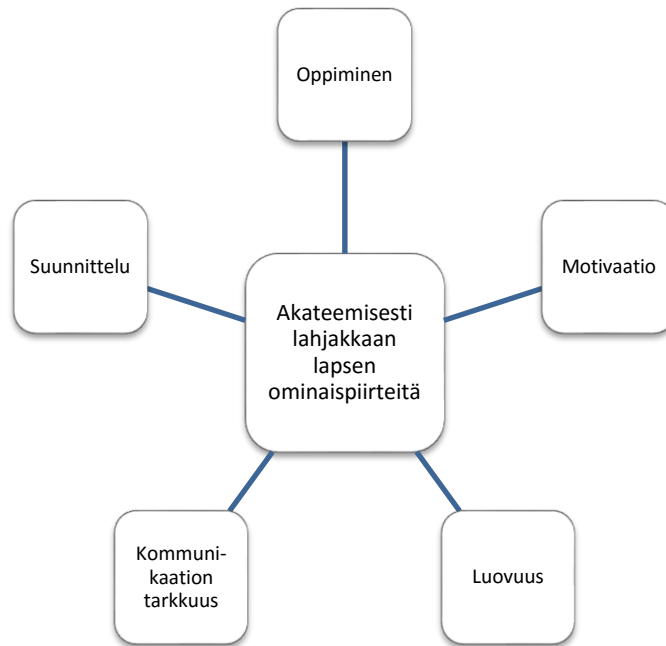 Oppiminen
Suunnittelu
Motivaatio
Akateemisesti
lahjakkaan
lapsen
ominaispiirteitä
Kommuni-
kaation
tarkkuus
Luovuus